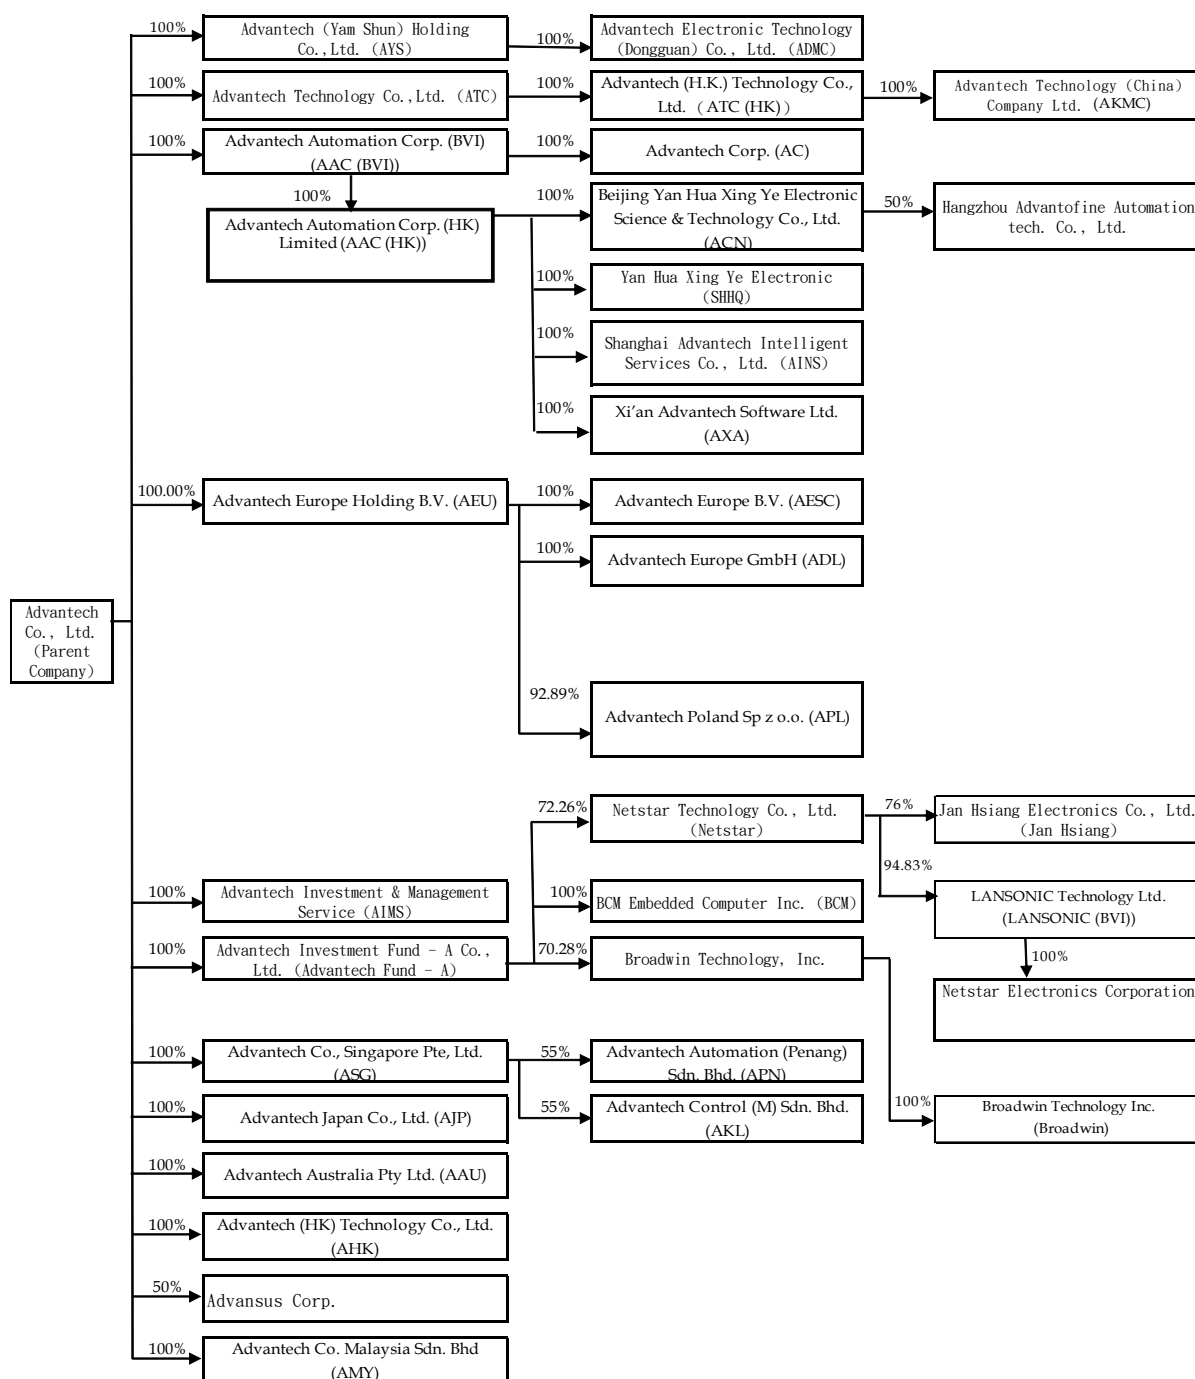 100%
Advantech (Yam Shun) Holding
Co.,Ltd. (AYS)
100%
Advantech Electronic Technology
(Dongguan) Co., Ltd. (ADMC)
100%
Advantech Technology Co.,Ltd. (ATC)
100%
Advantech (H.K.) Technology Co.,
Ltd. (ATC (HK))
100%
Advantech Technology (China)
Company Ltd. (AKMC)
100%
Advantech Automation Corp. (BVI)
(AAC (BVI))
100%
Advantech Corp. (AC)
100%
Advantech Automation Corp. (HK)
Limited (AAC (HK))
100%
Beijing Yan Hua Xing Ye Electronic
Science & Technology Co., Ltd.
(ACN)
50%
Hangzhou Advantofine Automation
tech. Co., Ltd.
100%
Yan Hua Xing Ye Electronic
(SHHQ)
100%
Shanghai Advantech Intelligent
Services Co., Ltd. (AINS)
100%
Xi’an Advantech Software Ltd.
(AXA)
100.00%
Advantech Europe Holding B.V. (AEU)
100%
Advantech Europe B.V. (AESC)
100%
Advantech Europe GmbH (ADL)
Advantech
Co., Ltd.
(Parent
Company)
92.89%
Advantech Poland Sp z o.o. (APL)
72.26%
Netstar Technology Co., Ltd.
(Netstar)
76%
Jan Hsiang Electronics Co., Ltd.
(Jan Hsiang)
94.83%
100%
Advantech Investment & Management
Service (AIMS)
100%
BCM Embedded Computer Inc. (BCM)
LANSONIC Technology Ltd.
(LANSONIC (BVI))
100%
Advantech Investment Fund - A Co.,
Ltd. (Advantech Fund - A)
70.28%
Broadwin Technology, Inc.
100%
Netstar Electronics Corporation
100%
Advantech Co., Singapore Pte, Ltd.
(ASG)
55%
Advantech Automation (Penang)
Sdn. Bhd. (APN)
100%
Advantech Japan Co., Ltd. (AJP)
55%
Advantech Control (M) Sdn. Bhd.
(AKL)
100%
Broadwin Technology Inc.
(Broadwin)
100%
Advantech Australia Pty Ltd. (AAU)
100%
Advantech (HK) Technology Co., Ltd.
(AHK)
50%
Advansus Corp.
100%
Advantech Co. Malaysia Sdn. Bhd
(AMY)